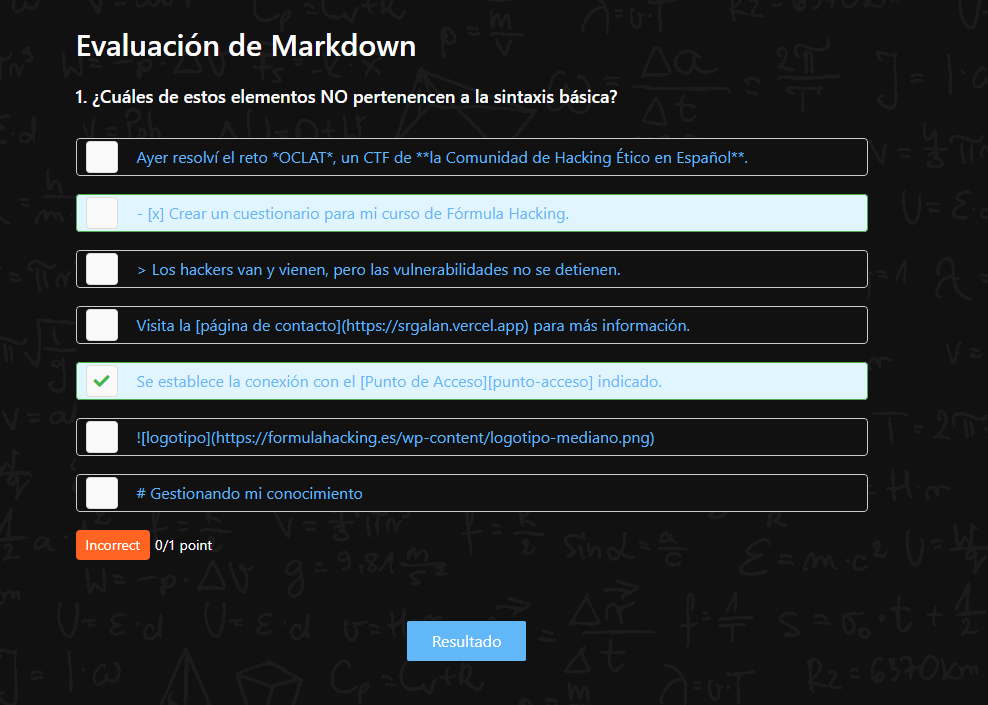 Evaluación de Markdown
1. ¿Cuáles de estos elementos NO pertenencen a la sintaxis básica?
Ayer resolví el reto *OCLAT*, un CTF de **la Comunidad de Hacking Ético en Español**.
- [x] Crear un cuestionario para mi curso de Fórmula Hacking.
> Los hackers van y vienen, pero las vulnerabilidades no se detienen.
Visita la [página de contacto](https://srgalan.vercel.app) para más información.
Se establece la conexión con el [Punto de Acceso][punto-acceso] indicado.
![logotipo](https://formulahacking.es/wp-content/logotipo-mediano.png)
# Gestionando mi conocimiento
Incorrect 0/1 point
Resultado